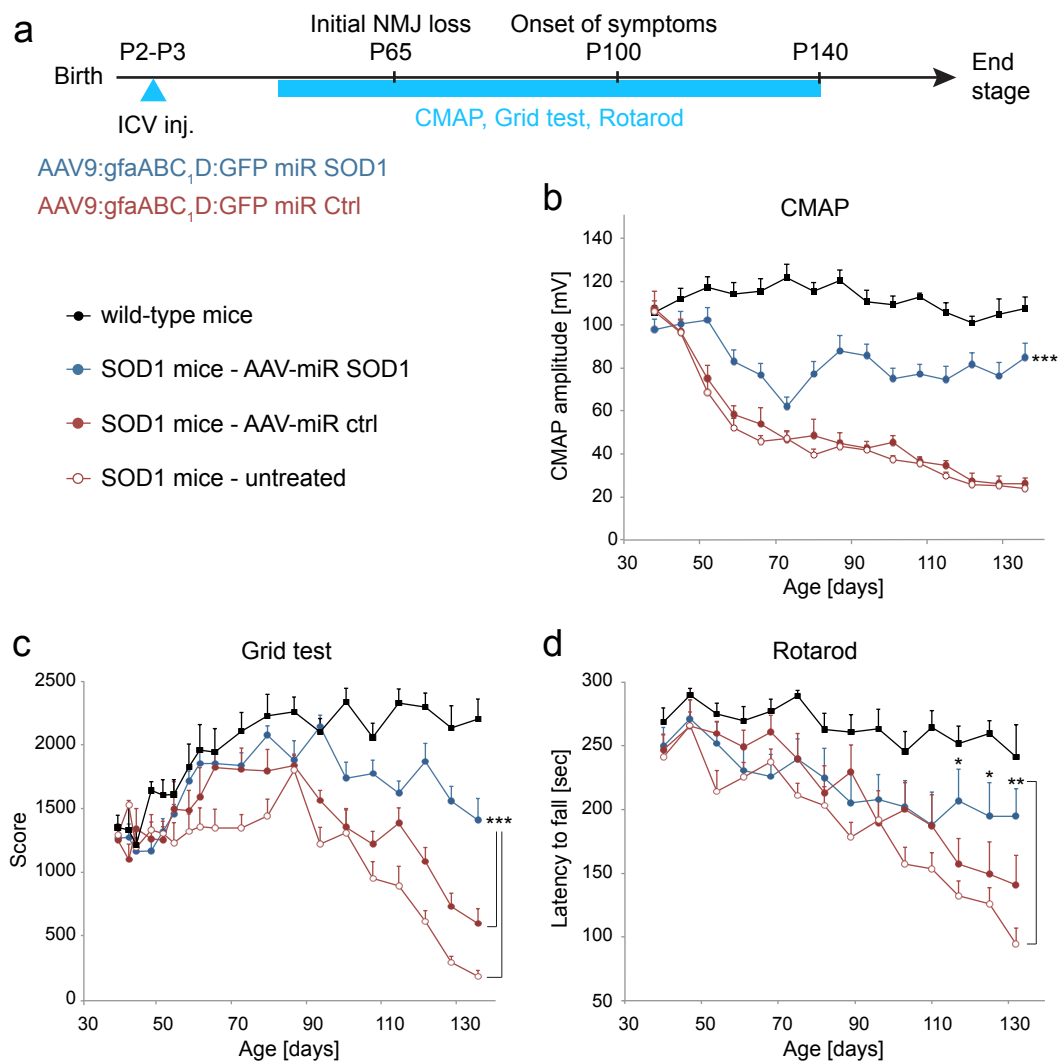 a
Initial NMJ loss
Onset of symptoms
P2-P3
P65
P100
P140
Birth
End
stage
ICV inj.
CMAP, Grid test, Rotarod
AAV9:gfaABC₁D:GFP miR SOD1
AAV9:gfaABC₁D:GFP miR Ctrl
wild-type mice
SOD1 mice - AAV-miR SOD1
SOD1 mice - AAV-miR ctrl
SOD1 mice - untreated
b
CMAP
CMAP amplitude [mV]
140
120
100
80
60
40
20
0
30 50 70 90 110 130
Age [days]
***
c
Grid test
Score
2500
2000
1500
1000
500
0
30 50 70 90 110 130
Age [days]
***
d
Rotarod
Latency to fall [sec]
300
250
200
150
100
50
30 50 70 90 110 130
Age [days]
* * **